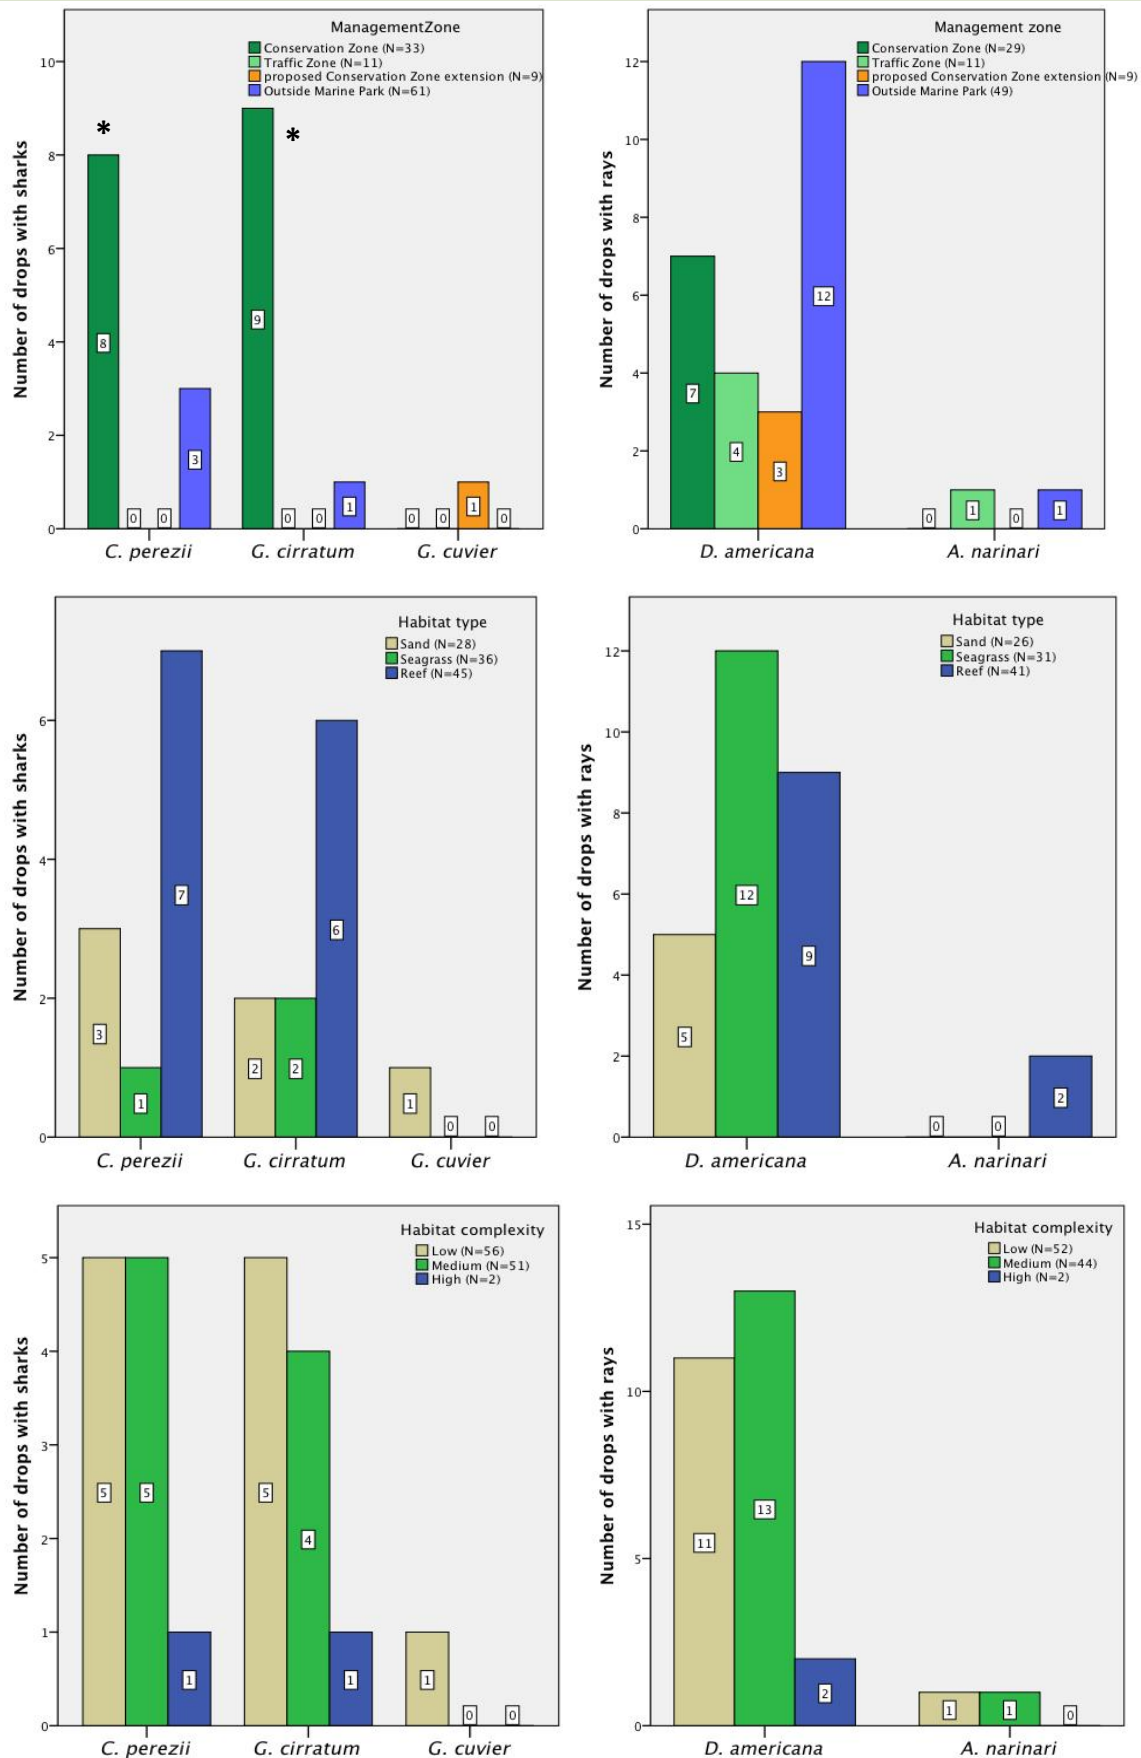 ManagementZone
Conservation Zone (N=33)
Traffic Zone (N=11)
proposed Conservation Zone extension (N=9)
Outside Marine Park (N=61)
Number of drops with sharks
10
8
6
4
2
0
*
*
8
0
0
3
9
0
0
1
0
0
1
0
C. perezii
G. cirratum
G. cuvier
Management zone
Conservation Zone (N=29)
Traffic Zone (N=11)
proposed Conservation Zone extension (N=9)
Outside Marine Park (49)
Number of drops with rays
12
10
8
6
4
2
0
7
4
3
12
0
1
0
1
D. americana
A. narinari
Habitat type
Sand (N=28)
Seagrass (N=36)
Reef (N=45)
Number of drops with sharks
6
4
2
0
3
1
7
2
2
6
1
0
0
C. perezii
G. cirratum
G. cuvier
Habitat type
Sand (N=26)
Seagrass (N=31)
Reef (N=41)
Number of drops with rays
12
10
8
6
4
2
0
5
12
9
0
0
2
D. americana
A. narinari
Habitat complexity
Low (N=56)
Medium (N=51)
High (N=2)
Number of drops with sharks
5
4
3
2
1
0
5
5
1
5
4
1
1
0
0
C. perezii
G. cirratum
G. cuvier
Habitat complexity
Low (N=52)
Medium (N=44)
High (N=2)
Number of drops with rays
15
10
5
0
11
13
2
1
1
0
D. americana
A. narinari